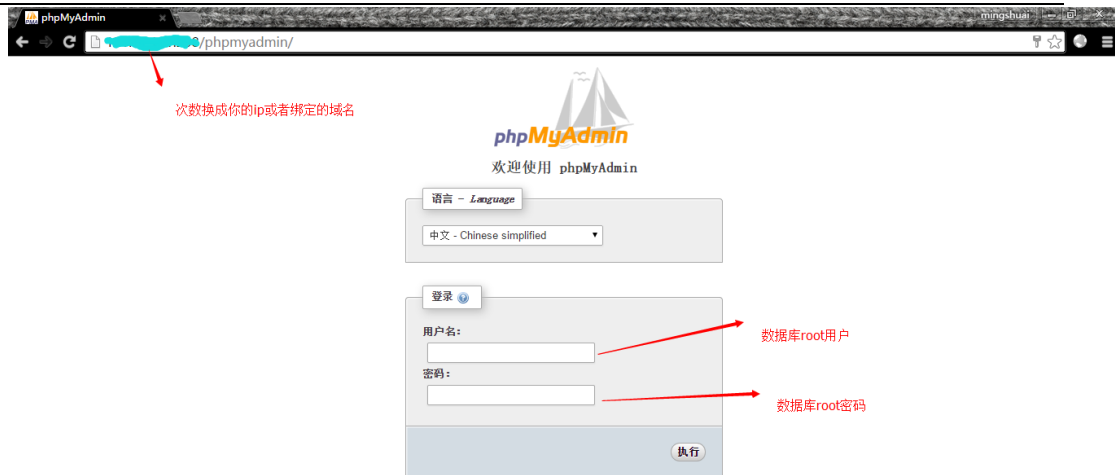 phpMyAdmin
mingshuai
/phpmyadmin/
次数换成你的ip或者绑定的域名
phpMyAdmin
欢迎使用 phpMyAdmin
语言 - Language
中文 - Chinese simplified
登录
用户名:
数据库root用户
密码:
数据库root密码
执行